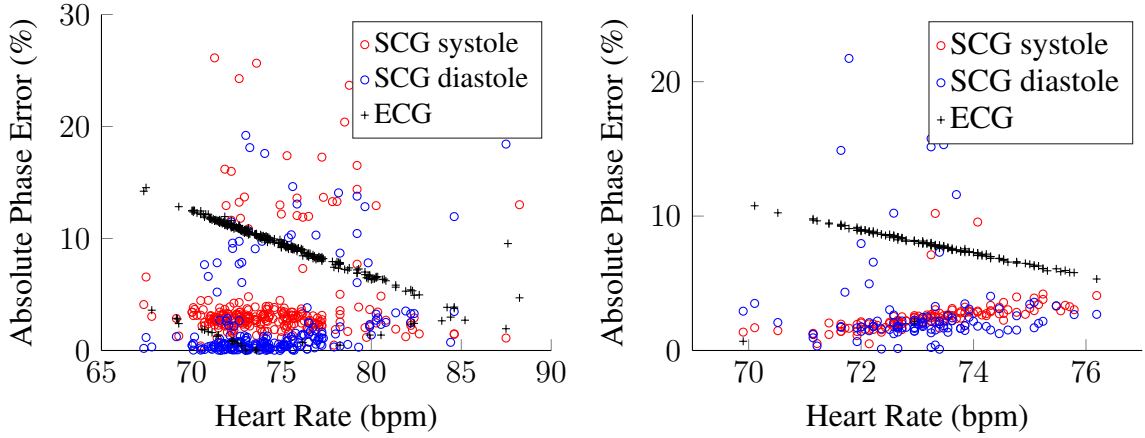 Absolute Phase Error (%)
30
20
10
0
65 70 75 80 85 90
Heart Rate (bpm)
SCG systole
SCG diastole
ECG
Absolute Phase Error (%)
20
10
0
70 72 74 76
Heart Rate (bpm)
SCG systole
SCG diastole
ECG